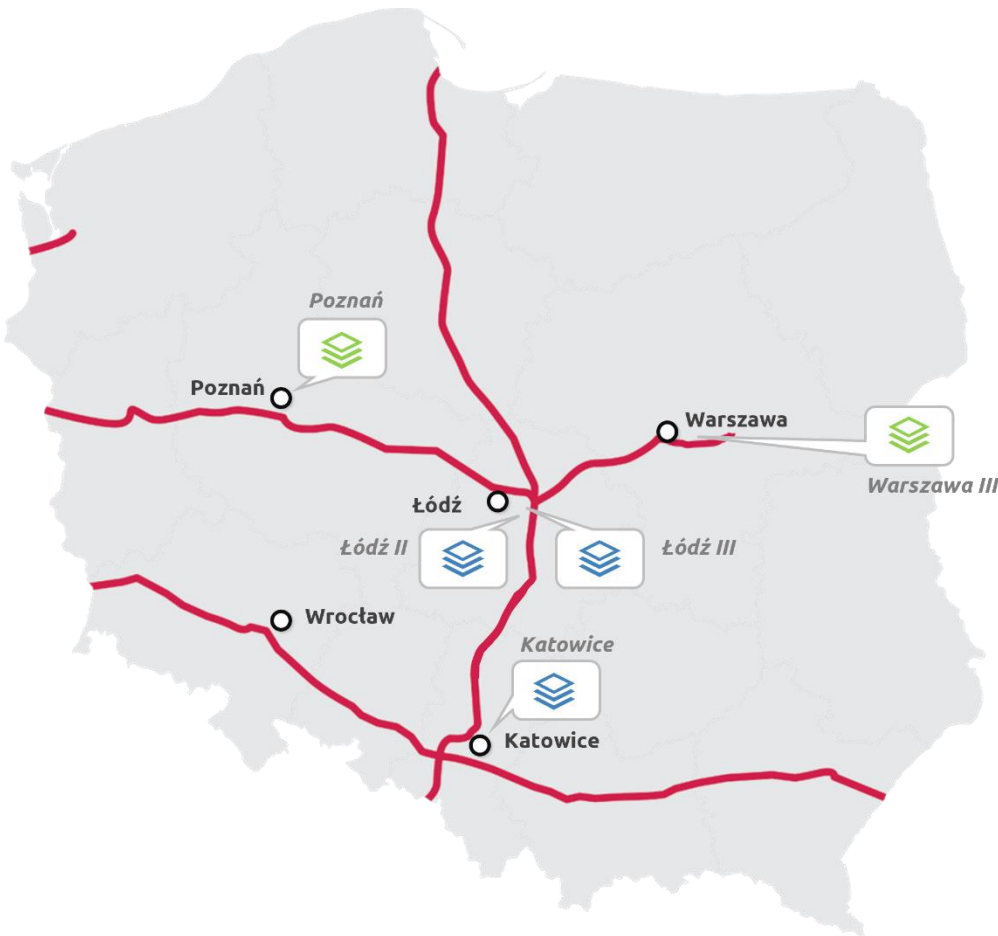 Poznań
Poznań
Warszawa
Warszawa III
Łódź
Łódź II
Łódź III
Wrocław
Katowice
Katowice